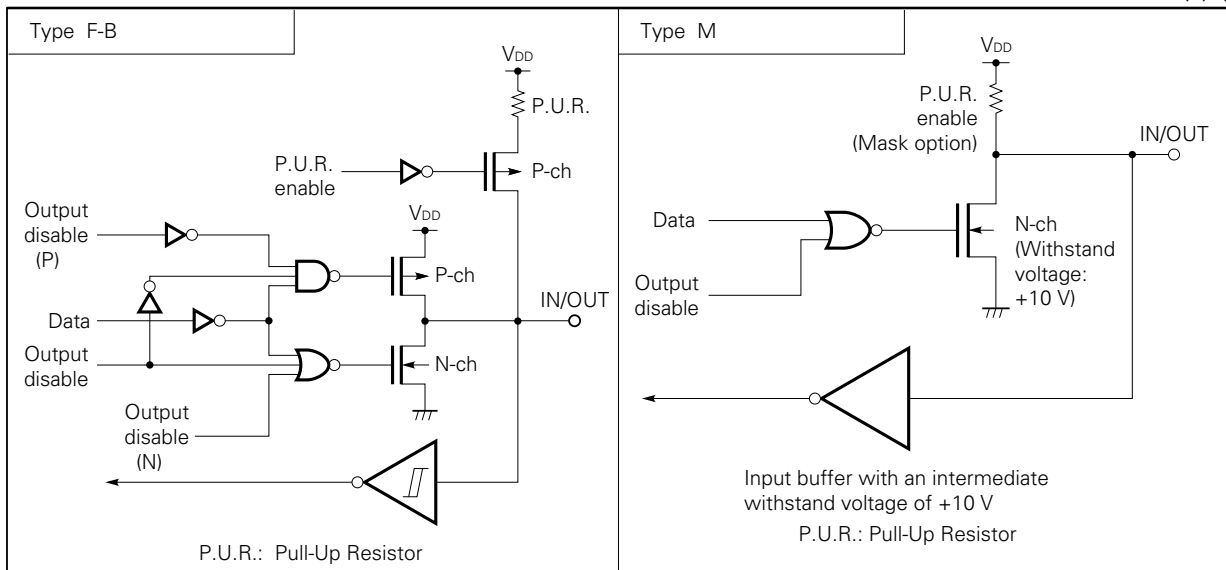 Type F-B
VDD
P.U.R.
P.U.R.
enable
P-ch
Output
disable
(P)
VDD
P-ch
IN/OUT
Data
Output
disable
N-ch
Output
disable
(N)
P.U.R.: Pull-Up Resistor
Type M
VDD
P.U.R.
enable
(Mask option)
IN/OUT
Data
N-ch
(Withstand
voltage:
+10 V)
Output
disable
Input buffer with an intermediate
withstand voltage of +10 V
P.U.R.: Pull-Up Resistor